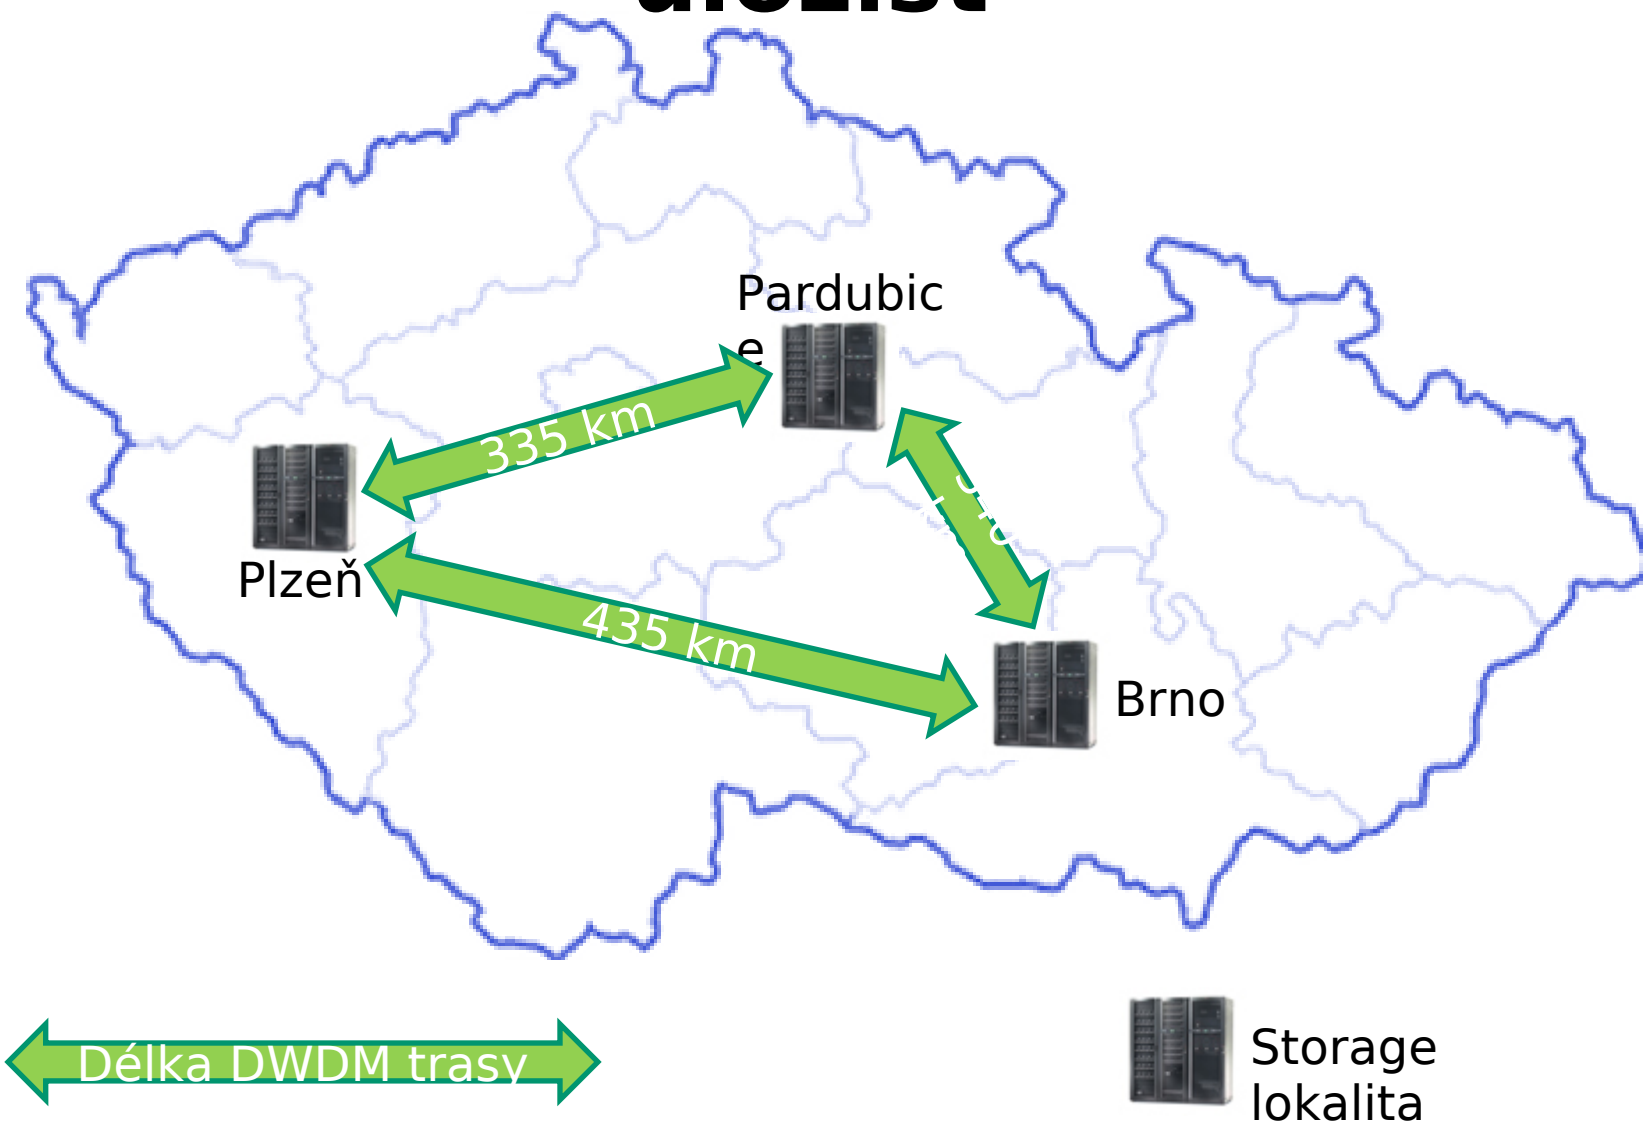 Pardubic
e
335 km
Plzeň
435 km
Brno
Délka DWDM trasy
Storage
lokalita